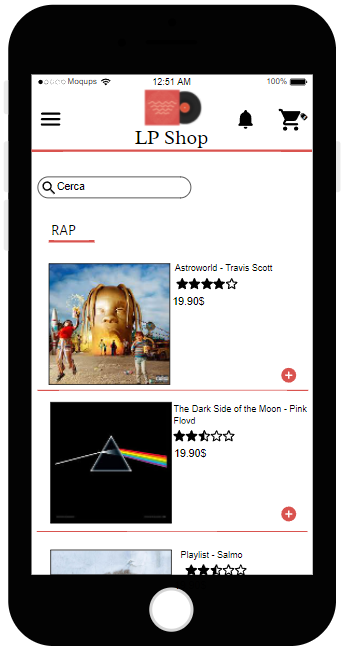 Moqups
12:51 AM
100%
LP Shop
Cerca
RAP
Astroworld - Travis Scott
19.90$
The Dark Side of the Moon - Pink
Floyd
19.90$
Playlist - Salmo